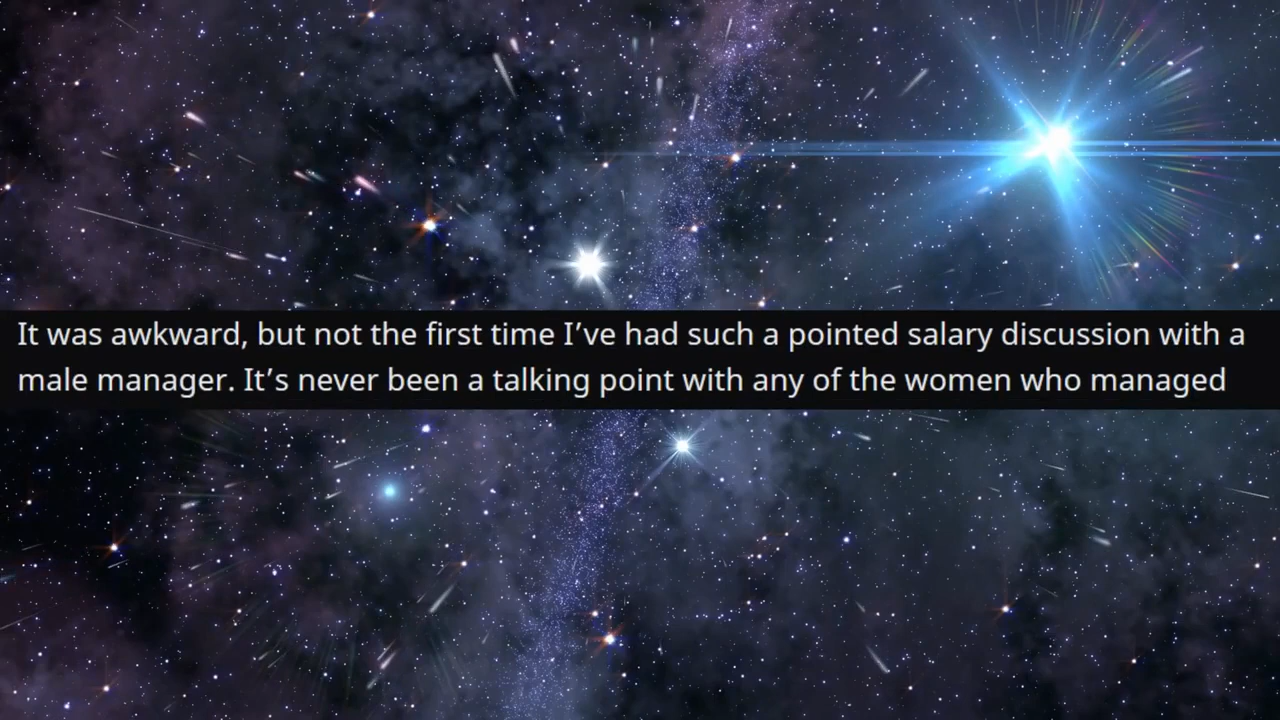 It was awkward, but not the first time I’ve had such a pointed salary discussion with a
male manager. It’s never been a talking point with any of the women who managed